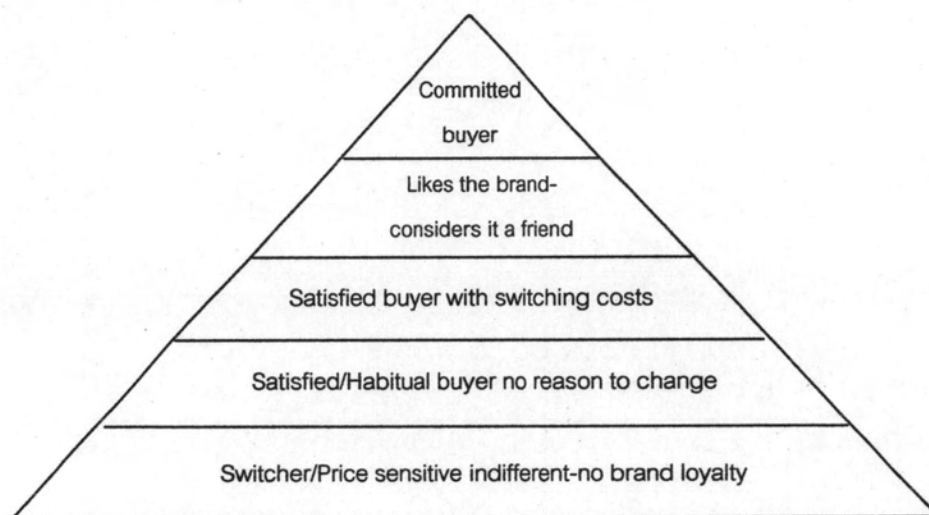 Committed
buyer
Likes the brand-
considers it a friend
Satisfied buyer with switching costs
Satisfied/Habitual buyer no reason to change
Switcher/Price sensitive indifferent-no brand loyalty